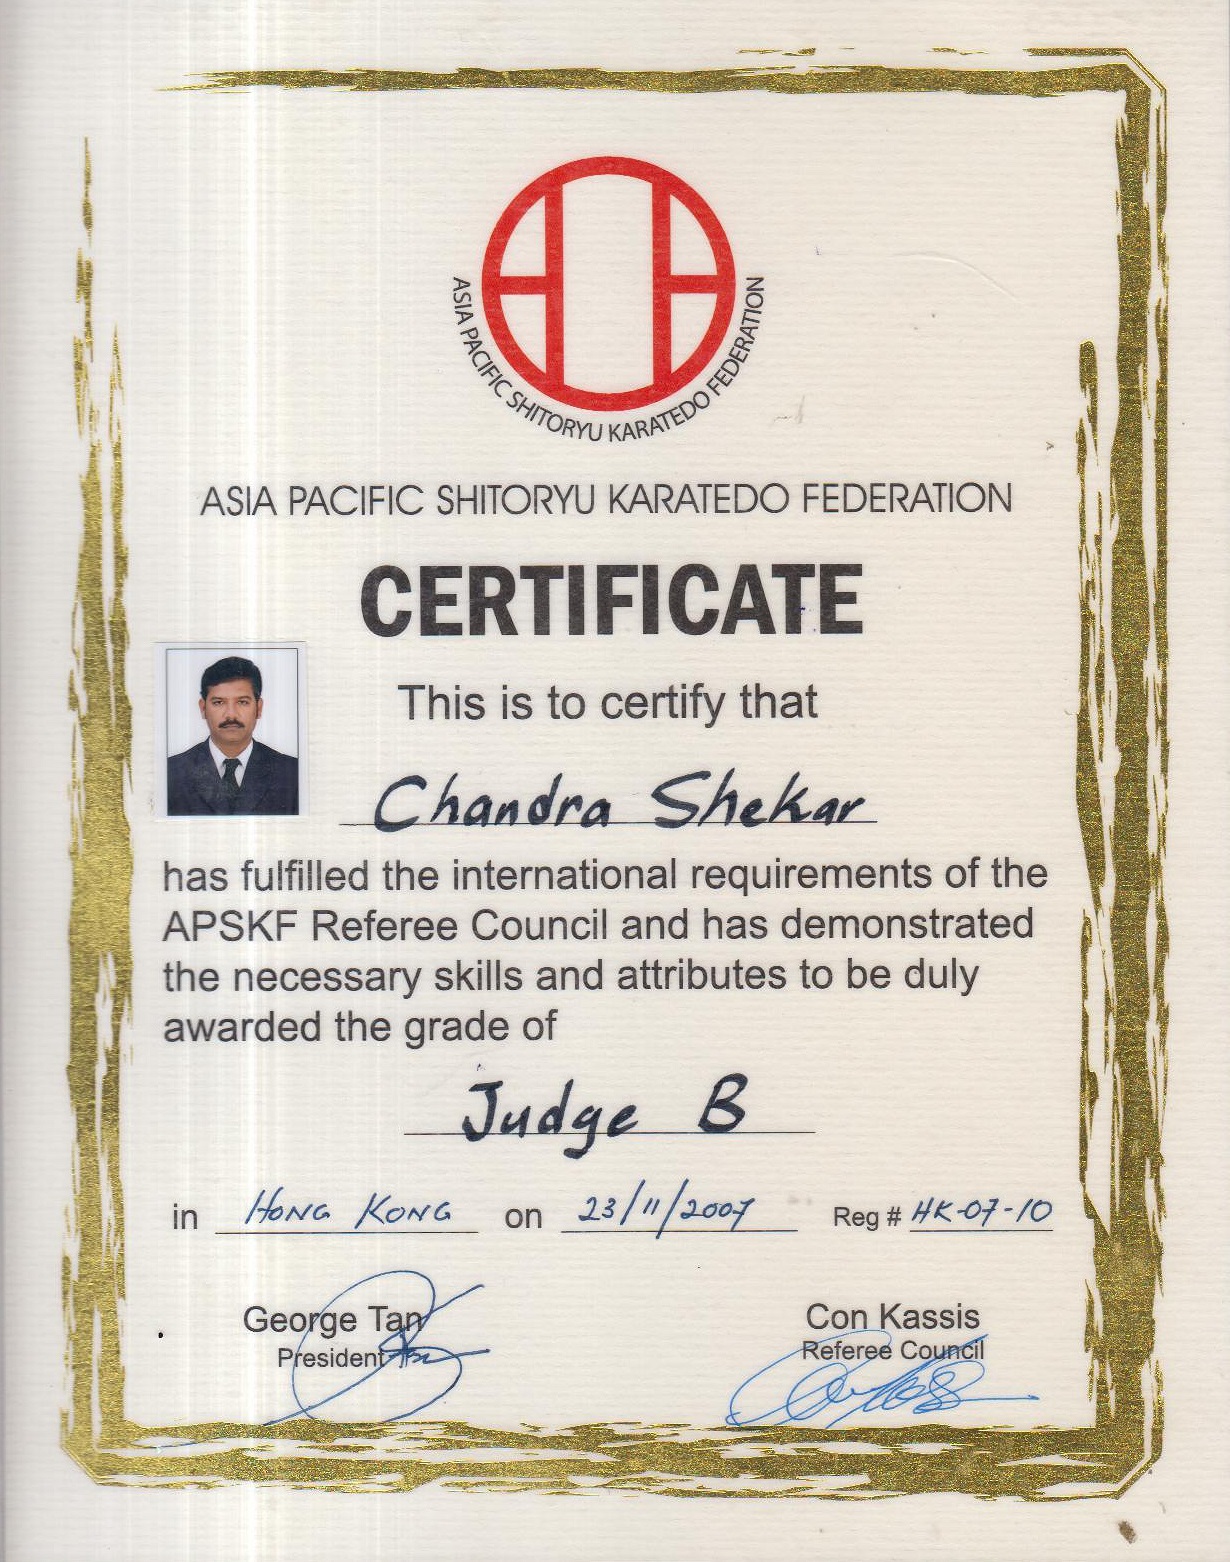 ASIA PACIFIC SHITORYU KARATEDO FEDERATION
ASIA PACIFIC SHITORYU KARATEDO FEDERATION
CERTIFICATE
This is to certify that
Chandra Shekar
has fulfilled the international requirements of the
APSKF Referee Council and has demonstrated
the necessary skills and attributes to be duly
awarded the grade of
Judge B
in HONG KONG on 23/11/2007 Reg # HK-07-10
George Tan
President
Con Kassis
Referee Council